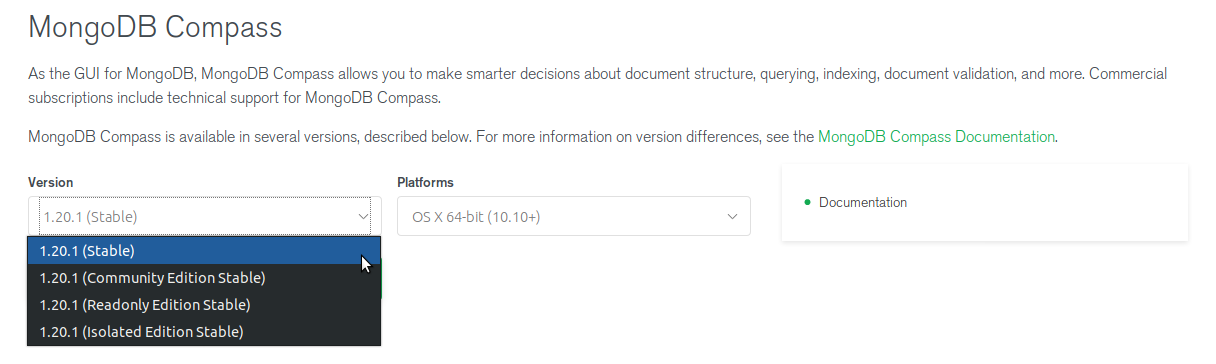 MongoDB Compass
As the GUI for MongoDB, MongoDB Compass allows you to make smarter decisions about document structure, querying, indexing, document validation, and more. Commercial
subscriptions include technical support for MongoDB Compass.
MongoDB Compass is available in several versions, described below. For more information on version differences, see the MongoDB Compass Documentation.
Version
Platforms
1.20.1 (Stable)
OS X 64-bit (10.10+)
Documentation
1.20.1 (Stable)
1.20.1 (Community Edition Stable)
1.20.1 (Readonly Edition Stable)
1.20.1 (Isolated Edition Stable)